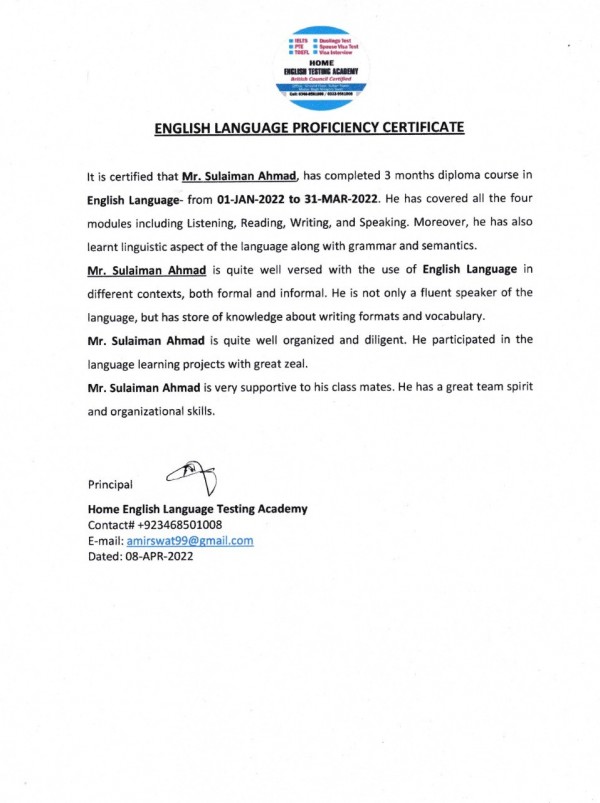 IELTS
Duolingo Test
PTE
Spouse Visa Test
TOEFL
Visa Interview
HOME
ENGLISH TESTING ACADEMY
British Council Certified
ENGLISH LANGUAGE PROFICIENCY CERTIFICATE
It is certified that Mr. Sulaiman Ahmad, has completed 3 months diploma course in
English Language- from 01-JAN-2022 to 31-MAR-2022. He has covered all the four
modules including Listening, Reading, Writing, and Speaking. Moreover, he has also
learnt linguistic aspect of the language along with grammar and semantics.
Mr. Sulaiman Ahmad is quite well versed with the use of English Language in
different contexts, both formal and informal. He is not only a fluent speaker of the
language, but has store of knowledge about writing formats and vocabulary.
Mr. Sulaiman Ahmad is quite well organized and diligent. He participated in the
language learning projects with great zeal.
Mr. Sulaiman Ahmad is very supportive to his class mates. He has a great team spirit
and organizational skills.
Principal
Home English Language Testing Academy
Contact# +923468501008
E-mail: amirswat99@gmail.com
Dated: 08-APR-2022